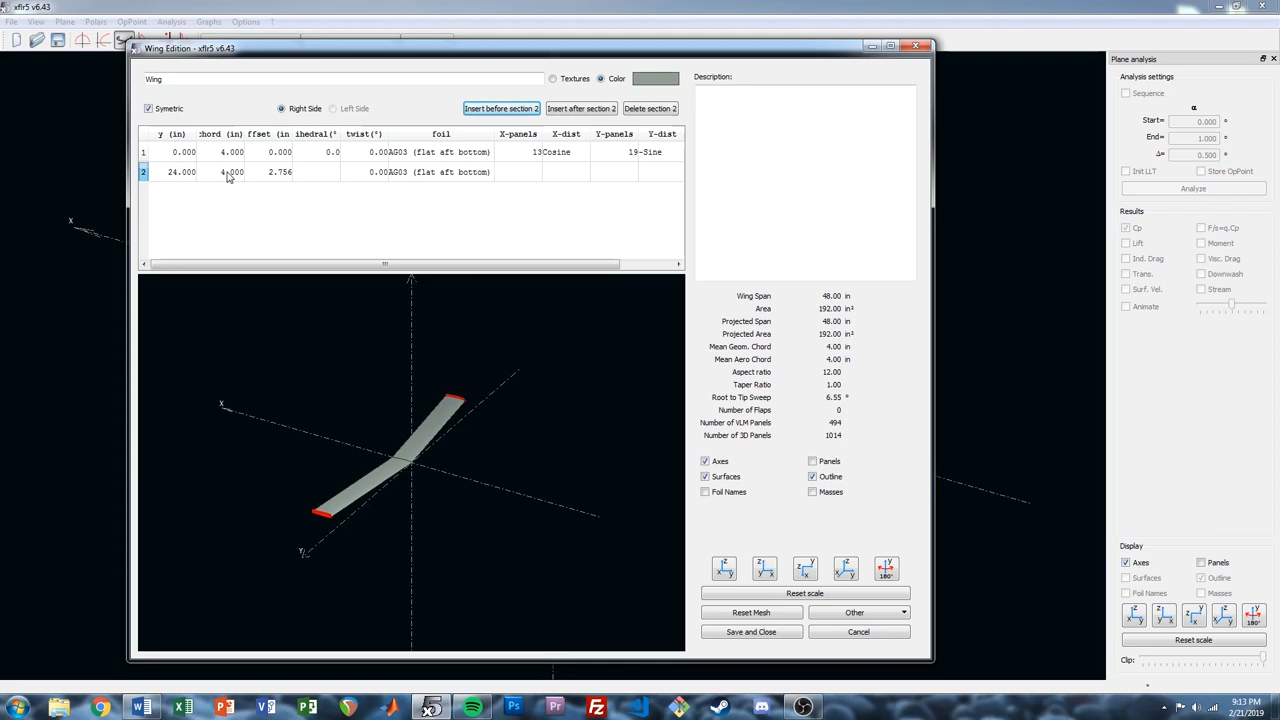 xflr5 v6.43
File View Plane Polars OpPoint Analysis Graphs Options ?
Wing Edition - xflr5 v6.43
Wing
Textures Color
Description:
Symetric Right Side Left Side Insert before section 2 Insert after section 2 Delete section 2
y (in) chord (in) ffset (in ihedral(° twist(°) foil X-panels X-dist Y-panels Y-dist
1 0.000 4.000 0.000 0.0 0.00 AG03 (flat aft bottom) 13 Cosine 19 -Sine
2 24.000 4.000 2.756 0.00 AG03 (flat aft bottom)
X
X
Y
Wing Span 48.00 in
Area 192.00 in²
Projected Span 48.00 in
Projected Area 192.00 in²
Mean Geom. Chord 4.00 in
Mean Aero Chord 4.00 in
Aspect ratio 12.00
Taper Ratio 1.00
Root to Tip Sweep 6.55 °
Number of Flaps 0
Number of VLM Panels 494
Number of 3D Panels 1014
Axes Panels
Surfaces Outline
Foil Names Masses
Reset scale
Reset Mesh Other
Save and Close Cancel
Plane analysis
Analysis settings
Sequence
α
Start= 0.000 °
End= 1.000 °
Δ= 0.500 °
Init LLT Store OpPoint
Analyze
Results
Cp F/s=q.Cp
Lift Moment
Ind. Drag Visc. Drag
Trans. Downwash
Surf. Vel. Stream
Animate
Display
Axes Panels
Surfaces Outline
Foil Names Masses
Reset scale
Clip:
9:13 PM
2/21/2019